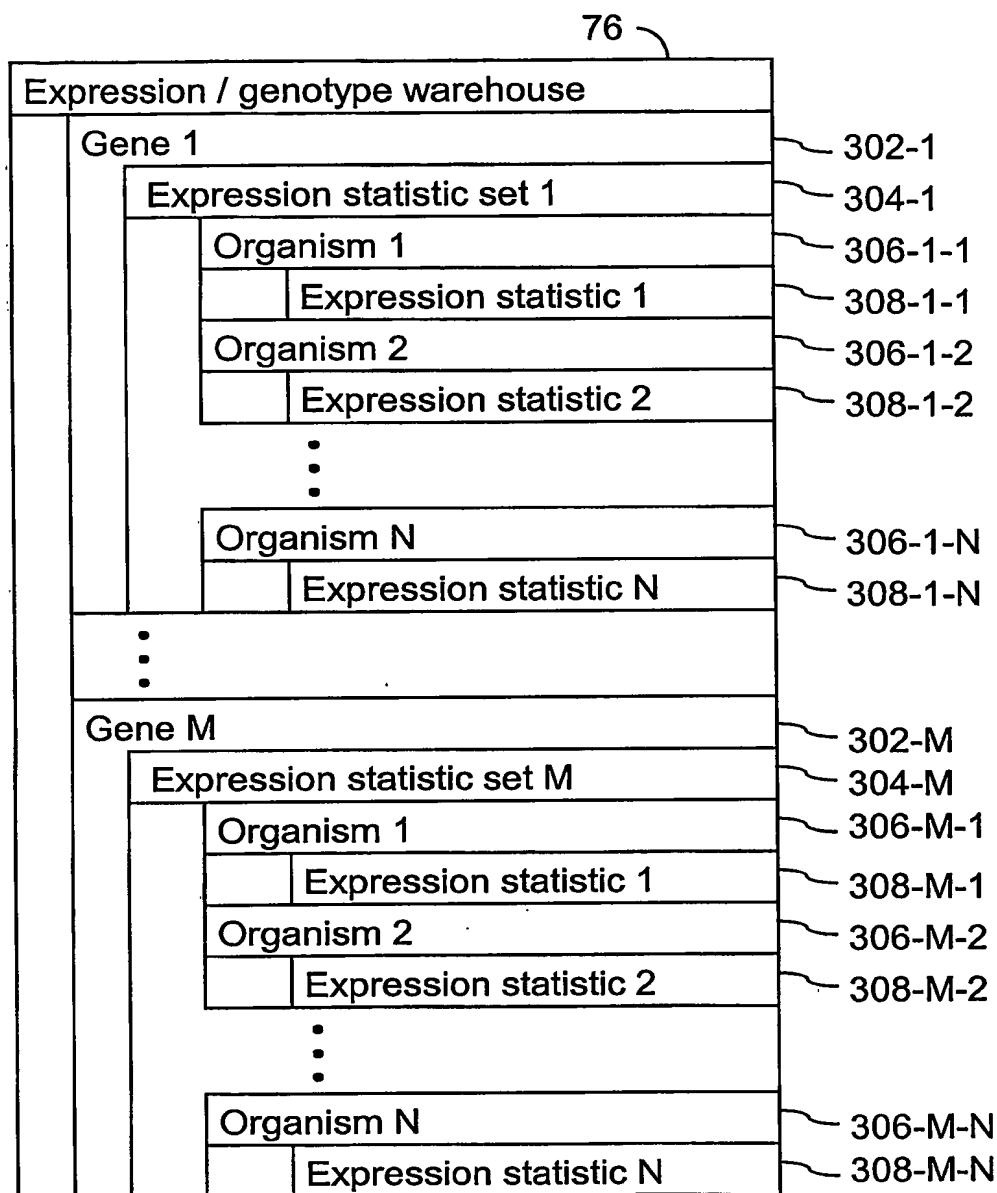 76
Expression / genotype warehouse
Gene 1 302-1
Expression statistic set 1 304-1
Organism 1 306-1-1
Expression statistic 1 308-1-1
Organism 2 306-1-2
Expression statistic 2 308-1-2
Organism N 306-1-N
Expression statistic N 308-1-N
Gene M 302-M
Expression statistic set M 304-M
Organism 1 306-M-1
Expression statistic 1 308-M-1
Organism 2 306-M-2
Expression statistic 2 308-M-2
Organism N 306-M-N
Expression statistic N 308-M-N